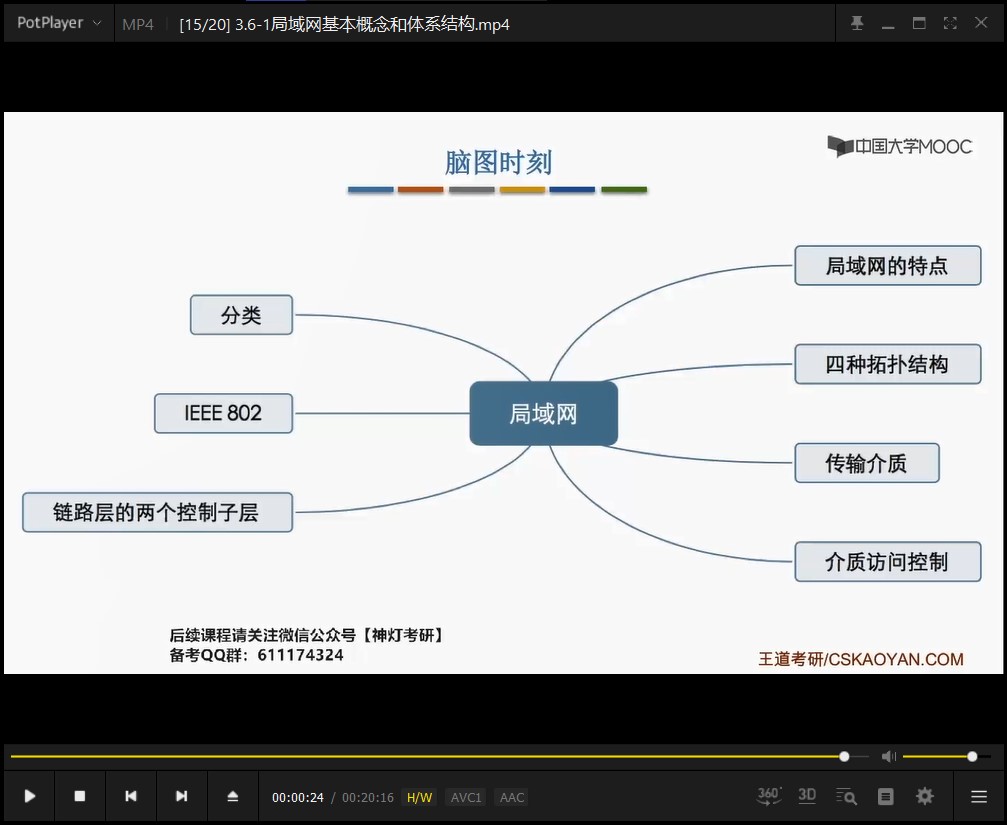 PotPlayer
MP4
[15/20] 3.6-1局域网基本概念和体系结构.mp4
中国大学MOOC
脑图时刻
局域网的特点
分类
四种拓扑结构
IEEE 802
局域网
传输介质
链路层的两个控制子层
介质访问控制
后续课程请关注微信公众号【神灯考研】
备考QQ群：611174324
王道考研/CSKAOYAN.COM
00:00:24 / 00:20:16 H/W AVC1 AAC
360° 3D